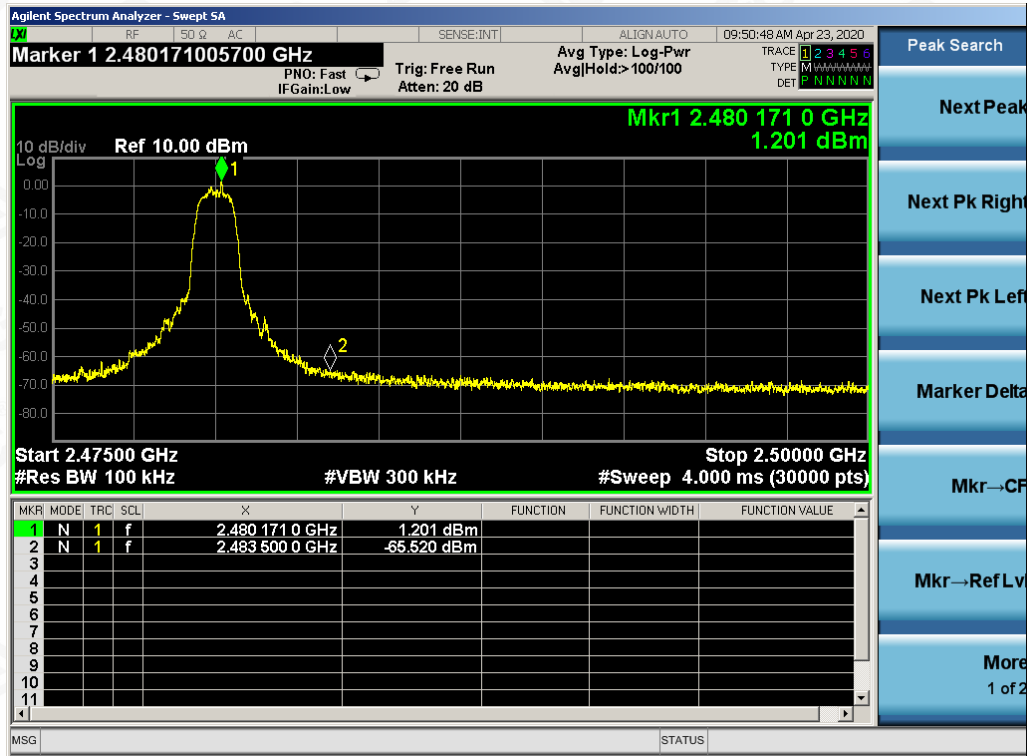 Agilent Spectrum Analyzer - Swept SA
LXI RF 50 Ω AC SENSE:INT ALIGN AUTO 09:50:48 AM Apr 23, 2020
Marker 1 2.480171005700 GHz
PNO: Fast
IFGain:Low
Trig: Free Run
Atten: 20 dB
Avg Type: Log-Pwr
Avg|Hold:>100/100
TRACE 1 2 3 4 5 6
TYPE M WWWWW
DET P N N N N N
Peak Search
Mkr1 2.480 171 0 GHz
1.201 dBm
10 dB/div Ref 10.00 dBm
Log
1
0.00
-10.0
-20.0
-30.0
-40.0
-50.0
2
-60.0
-70.0
-80.0
Start 2.47500 GHz Stop 2.50000 GHz
#Res BW 100 kHz #VBW 300 kHz #Sweep 4.000 ms (30000 pts)
MKR MODE TRC SCL X Y FUNCTION FUNCTION WIDTH FUNCTION VALUE
1 N 1 f 2.480 171 0 GHz 1.201 dBm
2 N 1 f 2.483 500 0 GHz -65.520 dBm
3
4
5
6
7
8
9
10
11
Next Peak
Next Pk Right
Next Pk Left
Marker Delta
Mkr→CF
Mkr→Ref Lvl
More
1 of 2
MSG STATUS